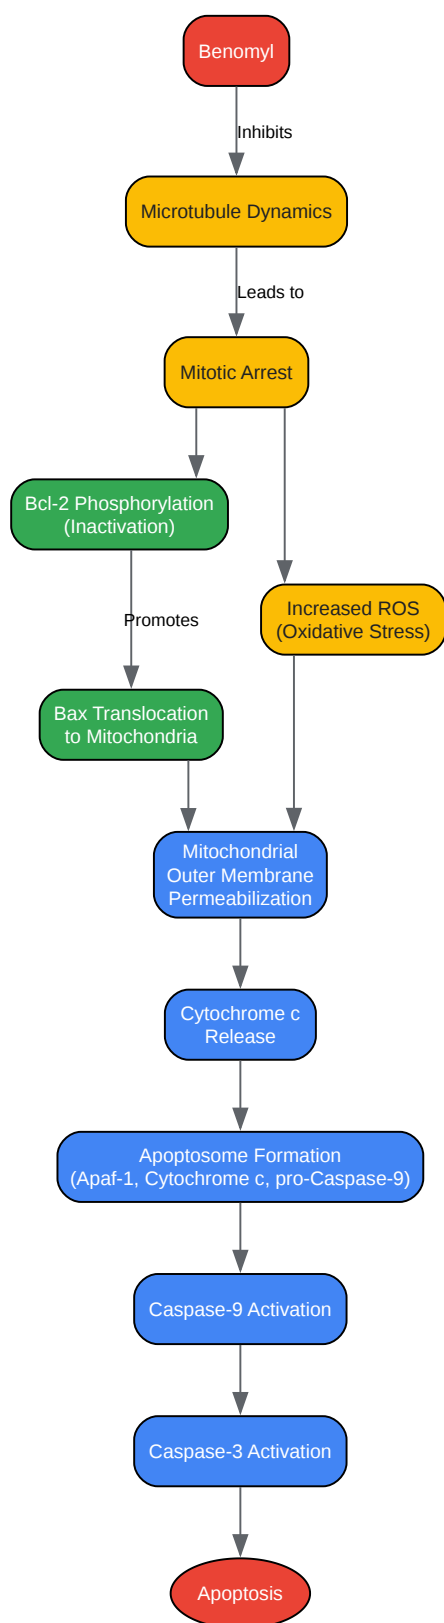 Benomyl
Inhibits
Microtubule Dynamics
Leads to
Mitotic Arrest
Bcl-2 Phosphorylation
(Inactivation)
Increased ROS
(Oxidative Stress)
Promotes
Bax Translocation
to Mitochondria
Mitochondrial
Outer Membrane
Permeabilization
Cytochrome c
Release
Apoptosome Formation
(Apaf-1, Cytochrome c, pro-Caspase-9)
Caspase-9 Activation
Caspase-3 Activation
Apoptosis